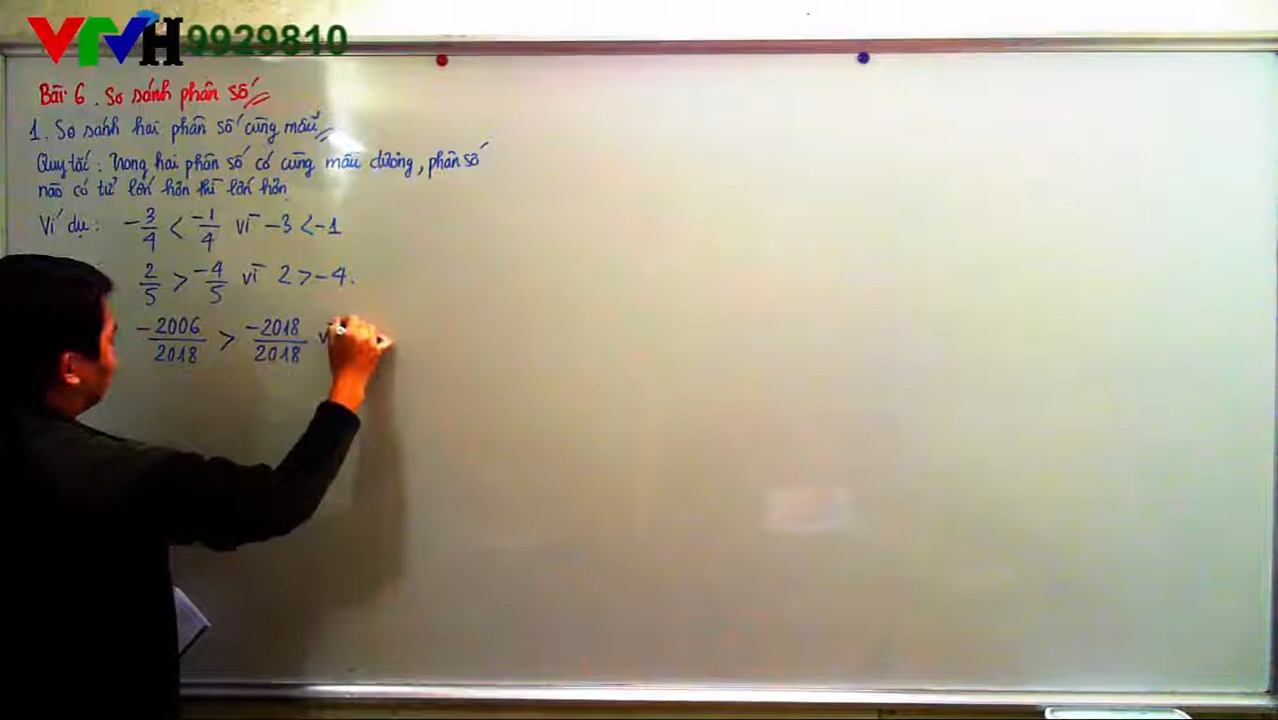 VTVH 9929810
Bài 6. So sánh phân số
1. So sánh hai phân số cùng mẫu
Quy tắc: Trong hai phân số có cùng mẫu dương, phân số
nào có tử lớn hơn thì lớn hơn
Ví dụ: -3/4 < -1/4 vì -3 < -1
2/5 > -4/5 vì 2 > -4.
-2006/2018 > -2018/2018 vì